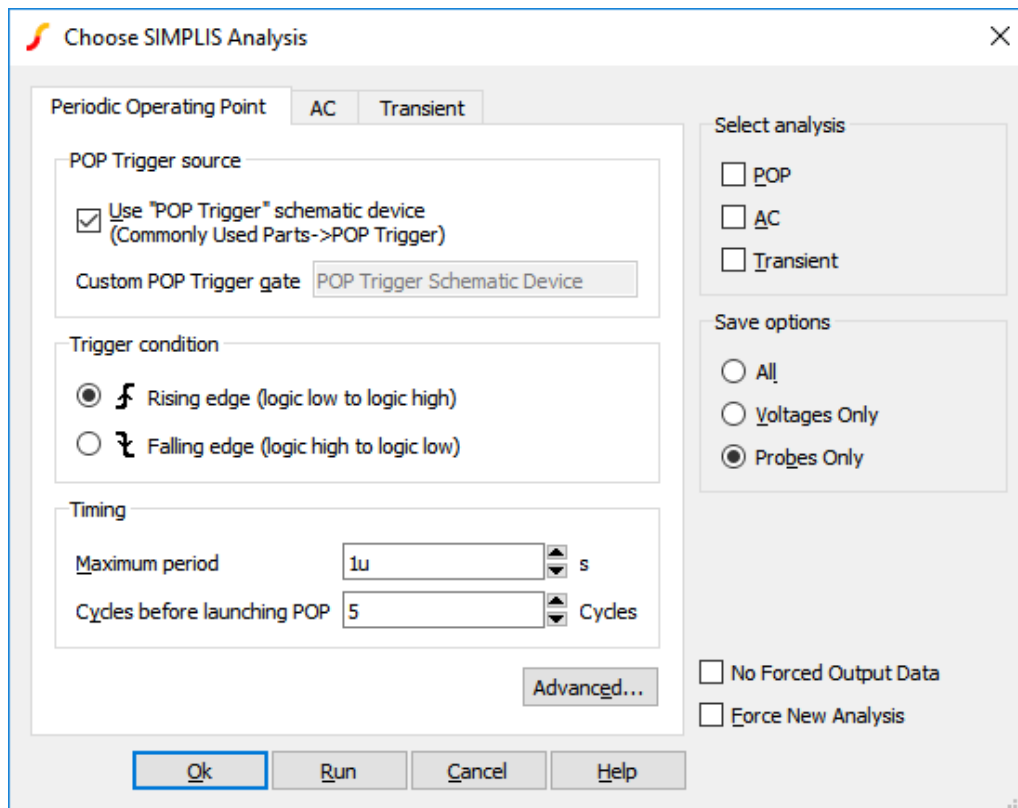 Choose SIMPLIS Analysis
Periodic Operating Point
AC
Transient
POP Trigger source
Use "POP Trigger" schematic device
(Commonly Used Parts->POP Trigger)
Custom POP Trigger gate
POP Trigger Schematic Device
Trigger condition
Rising edge (logic low to logic high)
Falling edge (logic high to logic low)
Timing
Maximum period
1u
s
Cycles before launching POP
5
Cycles
Advanced...
Select analysis
POP
AC
Transient
Save options
All
Voltages Only
Probes Only
No Forced Output Data
Force New Analysis
Ok
Run
Cancel
Help